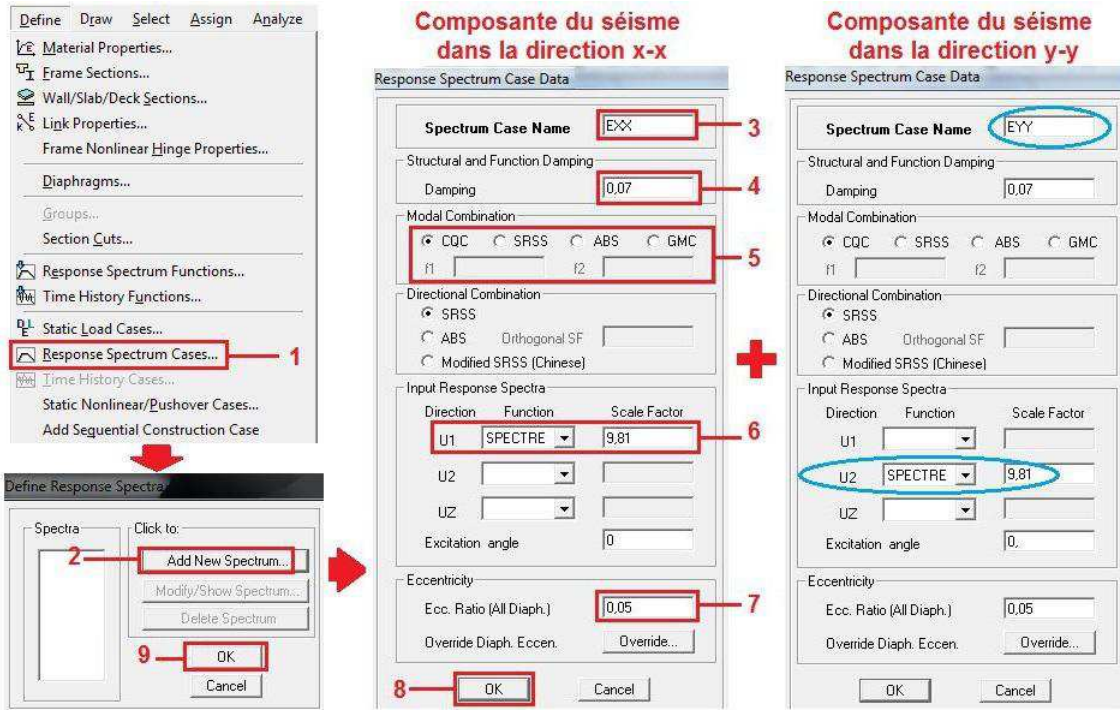 Define Draw Select Assign Analyze
Material Properties...
Frame Sections...
Wall/Slab/Deck Sections...
Link Properties...
Frame Nonlinear Hinge Properties...
Diaphragms...
Groups...
Section Cuts...
Response Spectrum Functions...
Time History Functions...
Static Load Cases...
Response Spectrum Cases...
1
Time History Cases...
Static Nonlinear/Pushover Cases...
Add Sequential Construction Case
Define Response Spectra
Spectra
Click to:
2
Add New Spectrum...
Modify/Show Spectrum...
Delete Spectrum
9
OK
Cancel
Composante du séisme
dans la direction x-x
Response Spectrum Case Data
Spectrum Case Name EXX
3
Structural and Function Damping
Damping 0,07
4
Modal Combination
CQC SRSS ABS GMC
f1 f2
5
Directional Combination
SRSS
ABS Orthogonal SF
Modified SRSS (Chinese)
Input Response Spectra
Direction Function Scale Factor
U1 SPECTRE 9,81
6
U2
UZ
Excitation angle 0
Eccentricity
Ecc. Ratio (All Diaph.) 0,05
7
Override Diaph. Eccen. Override...
8
OK Cancel
Composante du séisme
dans la direction y-y
Response Spectrum Case Data
Spectrum Case Name EYY
Structural and Function Damping
Damping 0,07
Modal Combination
CQC SRSS ABS GMC
f1 f2
Directional Combination
SRSS
ABS Orthogonal SF
Modified SRSS (Chinese)
Input Response Spectra
Direction Function Scale Factor
U1
U2 SPECTRE 9,81
UZ
Excitation angle 0,
Eccentricity
Ecc. Ratio (All Diaph.) 0,05
Override Diaph. Eccen. Override...
OK Cancel